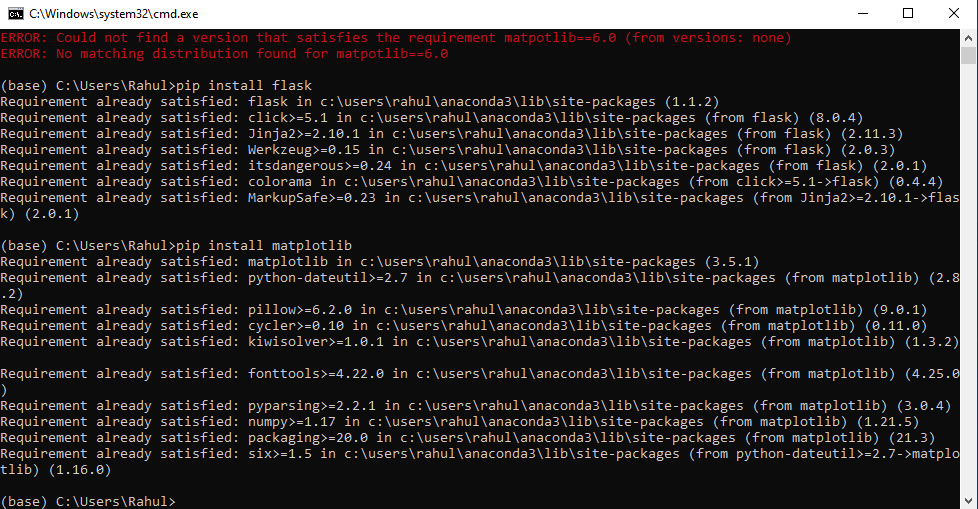 C:\Windows\system32\cmd.exe
ERROR: Could not find a version that satisfies the requirement matpotlib==6.0 (from versions: none)
ERROR: No matching distribution found for matpotlib==6.0
(base) C:\Users\Rahul>pip install flask
Requirement already satisfied: flask in c:\users\rahul\anaconda3\lib\site-packages (1.1.2)
Requirement already satisfied: click>=5.1 in c:\users\rahul\anaconda3\lib\site-packages (from flask) (8.0.4)
Requirement already satisfied: Jinja2>=2.10.1 in c:\users\rahul\anaconda3\lib\site-packages (from flask) (2.11.3)
Requirement already satisfied: Werkzeug>=0.15 in c:\users\rahul\anaconda3\lib\site-packages (from flask) (2.0.3)
Requirement already satisfied: itsdangerous>=0.24 in c:\users\rahul\anaconda3\lib\site-packages (from flask) (2.0.1)
Requirement already satisfied: colorama in c:\users\rahul\anaconda3\lib\site-packages (from click>=5.1->flask) (0.4.4)
Requirement already satisfied: MarkupSafe>=0.23 in c:\users\rahul\anaconda3\lib\site-packages (from Jinja2>=2.10.1->flas
k) (2.0.1)
(base) C:\Users\Rahul>pip install matplotlib
Requirement already satisfied: matplotlib in c:\users\rahul\anaconda3\lib\site-packages (3.5.1)
Requirement already satisfied: python-dateutil>=2.7 in c:\users\rahul\anaconda3\lib\site-packages (from matplotlib) (2.8
.2)
Requirement already satisfied: pillow>=6.2.0 in c:\users\rahul\anaconda3\lib\site-packages (from matplotlib) (9.0.1)
Requirement already satisfied: cycler>=0.10 in c:\users\rahul\anaconda3\lib\site-packages (from matplotlib) (0.11.0)
Requirement already satisfied: kiwisolver>=1.0.1 in c:\users\rahul\anaconda3\lib\site-packages (from matplotlib) (1.3.2)
Requirement already satisfied: fonttools>=4.22.0 in c:\users\rahul\anaconda3\lib\site-packages (from matplotlib) (4.25.0
)
Requirement already satisfied: pyparsing>=2.2.1 in c:\users\rahul\anaconda3\lib\site-packages (from matplotlib) (3.0.4)
Requirement already satisfied: numpy>=1.17 in c:\users\rahul\anaconda3\lib\site-packages (from matplotlib) (1.21.5)
Requirement already satisfied: packaging>=20.0 in c:\users\rahul\anaconda3\lib\site-packages (from matplotlib) (21.3)
Requirement already satisfied: six>=1.5 in c:\users\rahul\anaconda3\lib\site-packages (from python-dateutil>=2.7->matplo
tlib) (1.16.0)
(base) C:\Users\Rahul>